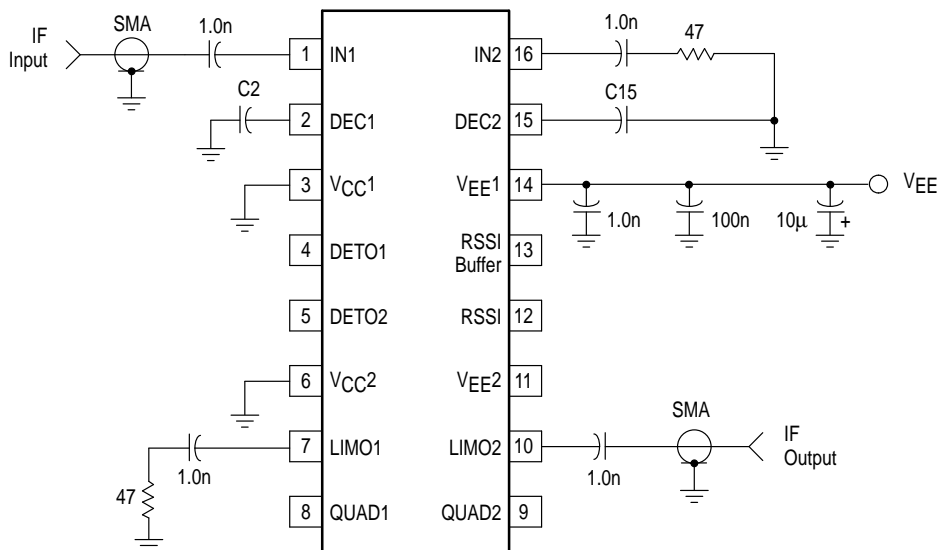 IF
Input
SMA
1.0n
1
IN1
IN2
16
1.0n
47
C2
2
DEC1
DEC2
15
C15
3
VCC1
VEE1
14
VEE
1.0n
100n
10µ
+
4
DETO1
RSSI
Buffer
13
5
DETO2
RSSI
12
6
VCC2
VEE2
11
7
LIMO1
LIMO2
10
SMA
IF
Output
1.0n
1.0n
47
8
QUAD1
QUAD2
9